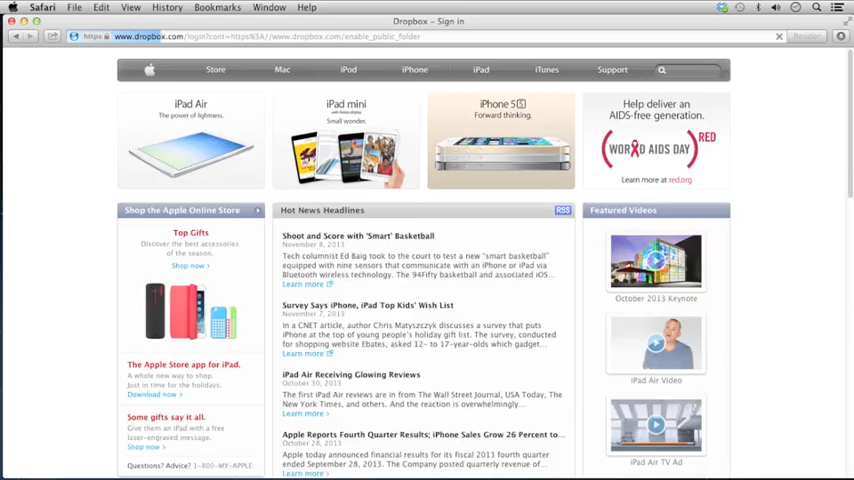 Safari File Edit View History Bookmarks Window Help
Dropbox – Sign in
https www.dropbox.com/login?cont=https%3A//www.dropbox.com/enable_public_folder
Reader
Store Mac iPod iPhone iPad iTunes Support
iPad Air
The power of lightness.
iPad mini
Small wonder.
iPhone 5S
Forward thinking.
Help deliver an
AIDS-free generation.
WORLD AIDS DAY RED
Learn more at red.org
Shop the Apple Online Store
Top Gifts
Discover the best accessories
of the season.
Shop now
The Apple Store app for iPad.
A whole new way to shop.
Just in time for the holidays.
Download now
Some gifts say it all.
Give them an iPad with a free
laser-engraved message.
Shop now
Questions? Advice? 1-800-MY-APPLE
Hot News Headlines RSS
Shoot and Score with 'Smart' Basketball
November 8, 2013
Tech columnist Ed Baig took to the court to test a new "smart basketball"
equipped with nine sensors that communicate with an iPhone or iPad via
Bluetooth wireless technology. The 94Fifty basketball and associated iOS...
Learn more
Survey Says iPhone, iPad Top Kids' Wish List
November 7, 2013
In a CNET article, author Chris Matyszczyk discusses a survey that puts
iPhone at the top of young people's holiday gift list. The survey, conducted
for shopping website Ebates, asked 12- to 17-year-olds whether...
Learn more
iPad Air Receiving Glowing Reviews
October 30, 2013
The first iPad Air reviews are in from The Wall Street Journal, USA Today, The
New York Times, and others. And the reaction is overwhelmingly...
Learn more
Apple Reports Fourth Quarter Results; iPhone Sales Grow 26 Percent to...
October 28, 2013
Apple today announced financial results for its fiscal 2013 fourth quarter
ended September 28, 2013. The Company posted quarterly revenue of...
Learn more
Featured Videos
October 2013 Keynote
iPad Air Video
iPad Air TV Ad